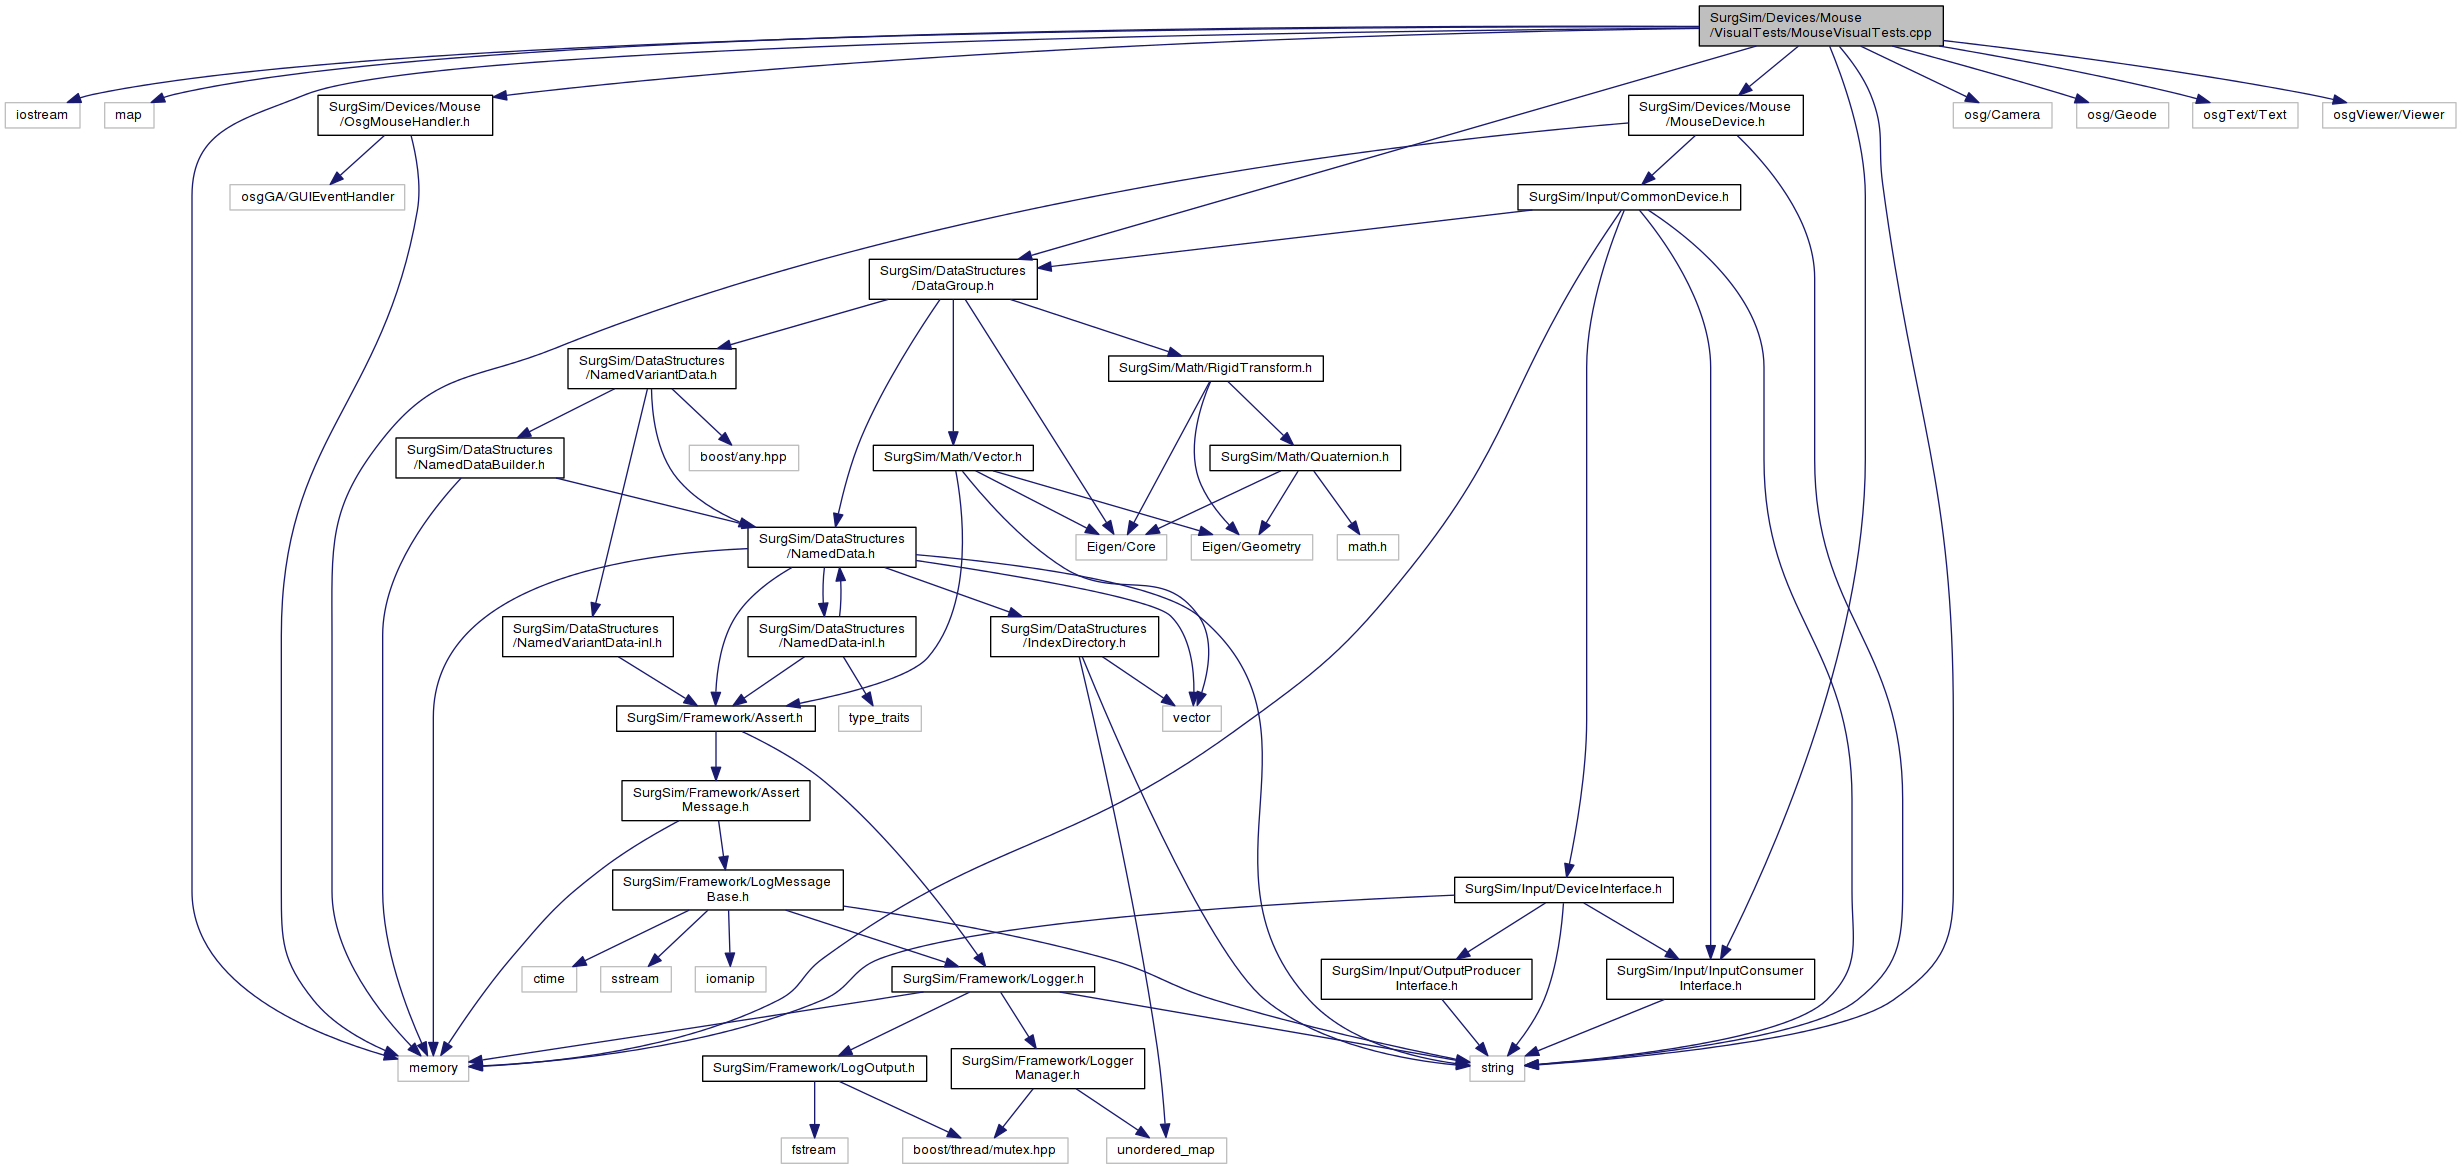 SurgSim/Devices/Mouse
/VisualTests/MouseVisualTests.cpp
iostream
map
SurgSim/Devices/Mouse
/OsgMouseHandler.h
SurgSim/Devices/Mouse
/MouseDevice.h
osg/Camera
osg/Geode
osgText/Text
osgViewer/Viewer
osgGA/GUIEventHandler
SurgSim/Input/CommonDevice.h
SurgSim/DataStructures
/DataGroup.h
SurgSim/DataStructures
/NamedVariantData.h
SurgSim/Math/RigidTransform.h
SurgSim/DataStructures
/NamedDataBuilder.h
boost/any.hpp
SurgSim/Math/Vector.h
SurgSim/Math/Quaternion.h
SurgSim/DataStructures
/NamedData.h
Eigen/Core
Eigen/Geometry
math.h
SurgSim/DataStructures
/NamedVariantData-inl.h
SurgSim/DataStructures
/NamedData-inl.h
SurgSim/DataStructures
/IndexDirectory.h
SurgSim/Framework/Assert.h
type_traits
vector
SurgSim/Framework/Assert
Message.h
SurgSim/Framework/LogMessage
Base.h
SurgSim/Input/DeviceInterface.h
ctime
sstream
iomanip
SurgSim/Framework/Logger.h
SurgSim/Input/OutputProducer
Interface.h
SurgSim/Input/InputConsumer
Interface.h
memory
SurgSim/Framework/LogOutput.h
SurgSim/Framework/Logger
Manager.h
string
fstream
boost/thread/mutex.hpp
unordered_map